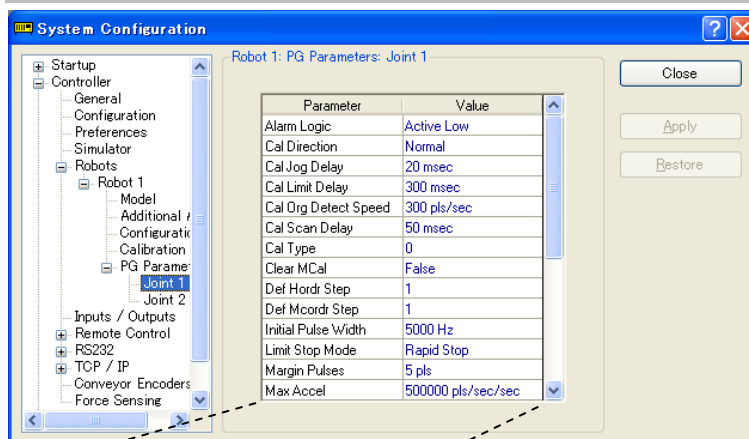 System Configuration
Startup
Controller
General
Configuration
Preferences
Simulator
Robots
Robot 1
Model
Additional
Configuratic
Calibration
PG Parame
Joint 1
Joint 2
Inputs / Outputs
Remote Control
RS232
TCP / IP
Conveyor Encoders
Force Sensing
Robot 1: PG Parameters: Joint 1
Parameter Value
Alarm Logic Active Low
Cal Direction Normal
Cal Jog Delay 20 msec
Cal Limit Delay 300 msec
Cal Org Detect Speed 300 pls/sec
Cal Scan Delay 50 msec
Cal Type 0
Clear MCal False
Def Hordr Step 1
Def Mcordr Step 1
Initial Pulse Width 5000 Hz
Limit Stop Mode Rapid Stop
Margin Pulses 5 pls
Max Accel 500000 pls/sec/sec
Close
Apply
Restore